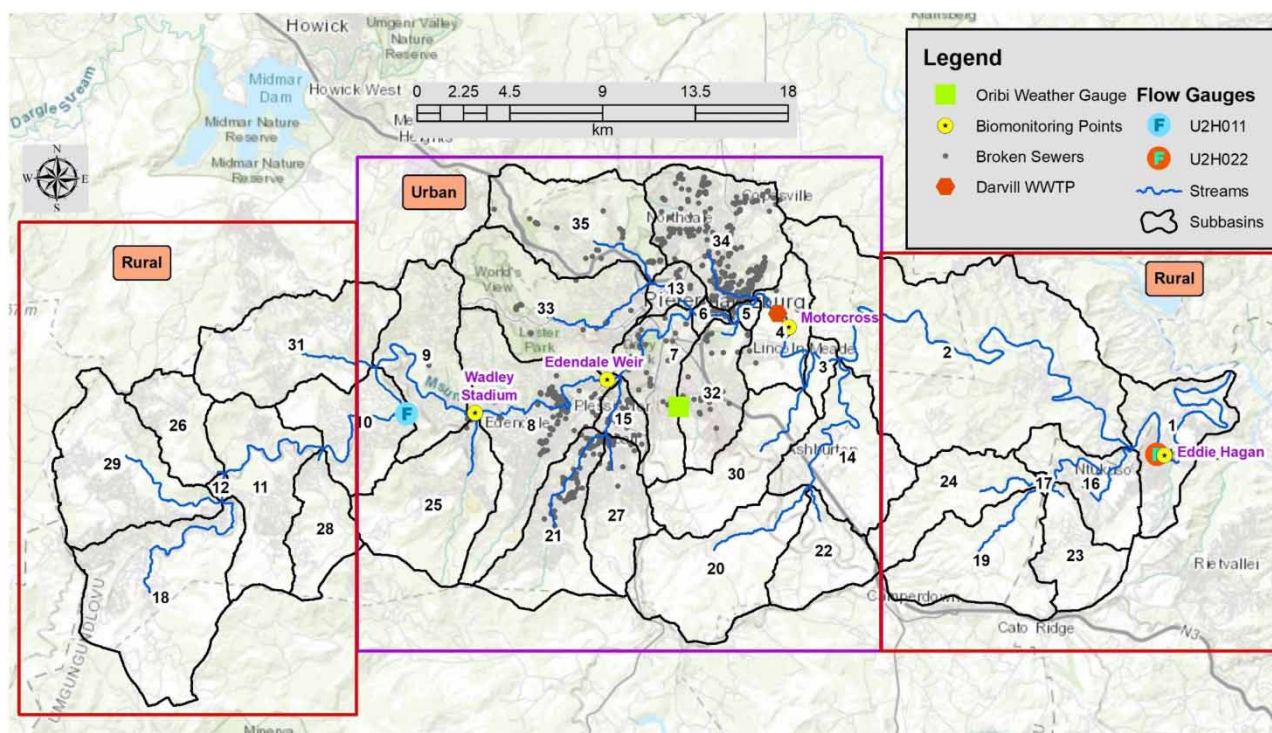 Howick
Umgeni Valley
Nature
Reserve
Midmar
Dam
Dargle Stream
Howick West
Midmar Nature
Reserve
Midmar Nature
Reserve
Heights
0 2.25 4.5 9 13.5 18
km
N
W E
S
Legend
Oribi Weather Gauge
Biomonitoring Points
Broken Sewers
Darvill WWTP
Flow Gauges
F U2H011
F U2H022
Streams
Subbasins
Urban
Rural
Rural
Northdale
Copesville
35
34
World's
View
33
13
6
5
4
Motorcross
Lincoln Meade
31
9
Edendale Weir
Wadley
Stadium
7
3
2
32
10
F
Edendale
8
15
26
29
12
11
25
30
Ashburton
14
1
Eddie Hagan
24
17
16
28
21
27
20
22
19
23
18
Camperdown
Cato Ridge
N3
Rietvallei
UMGUNGUNDLOVU